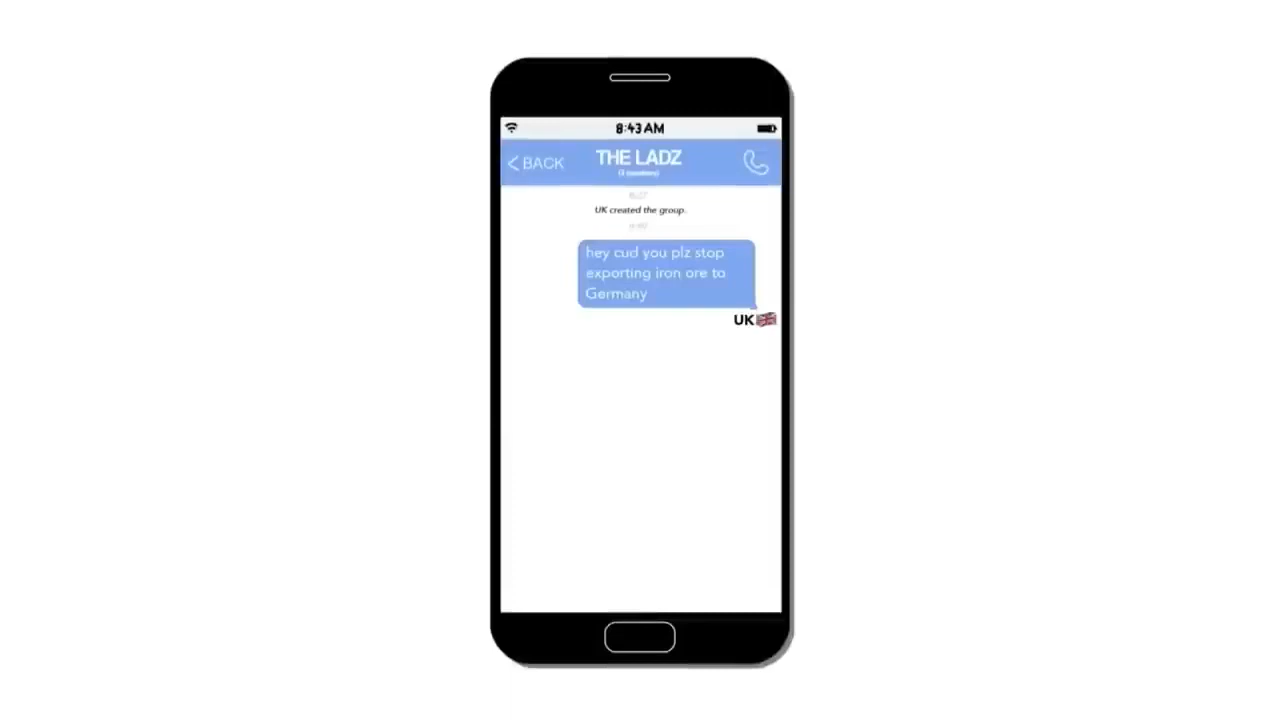 8:43 AM
BACK
THE LADZ
UK created the group.
hey cud you plz stop
exporting iron ore to
Germany
UK